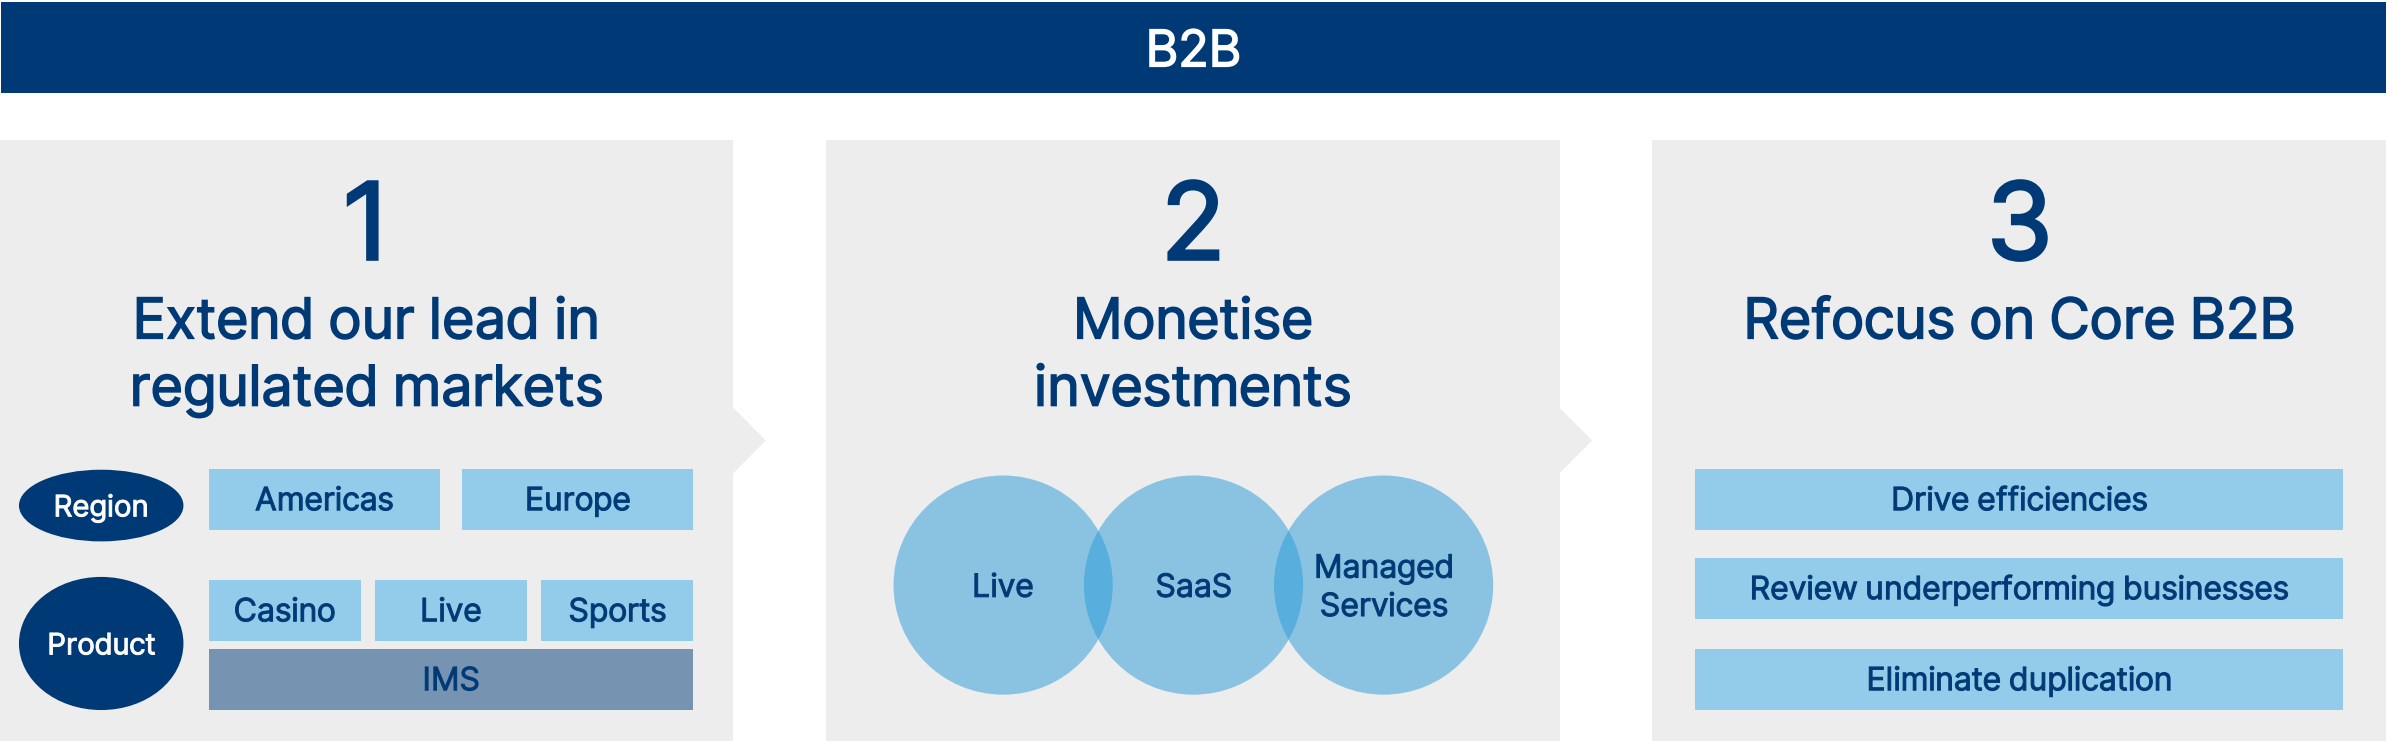 B2B
1
Extend our lead in
regulated markets
Region
Americas
Europe
Product
Casino
Live
Sports
IMS
2
Monetise
investments
Live
SaaS
Managed
Services
3
Refocus on Core B2B
Drive efficiencies
Review underperforming businesses
Eliminate duplication